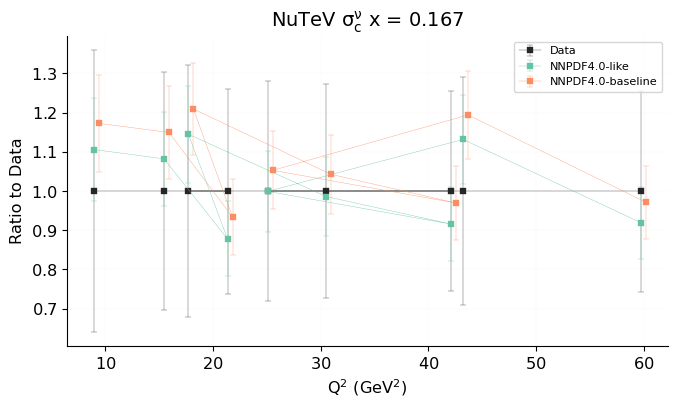 NuTeV σ_c^ν x = 0.167
Data
NNPDF4.0-like
NNPDF4.0-baseline
Ratio to Data
1.3
1.2
1.1
1.0
0.9
0.8
0.7
10 20 30 40 50 60
Q² (GeV²)